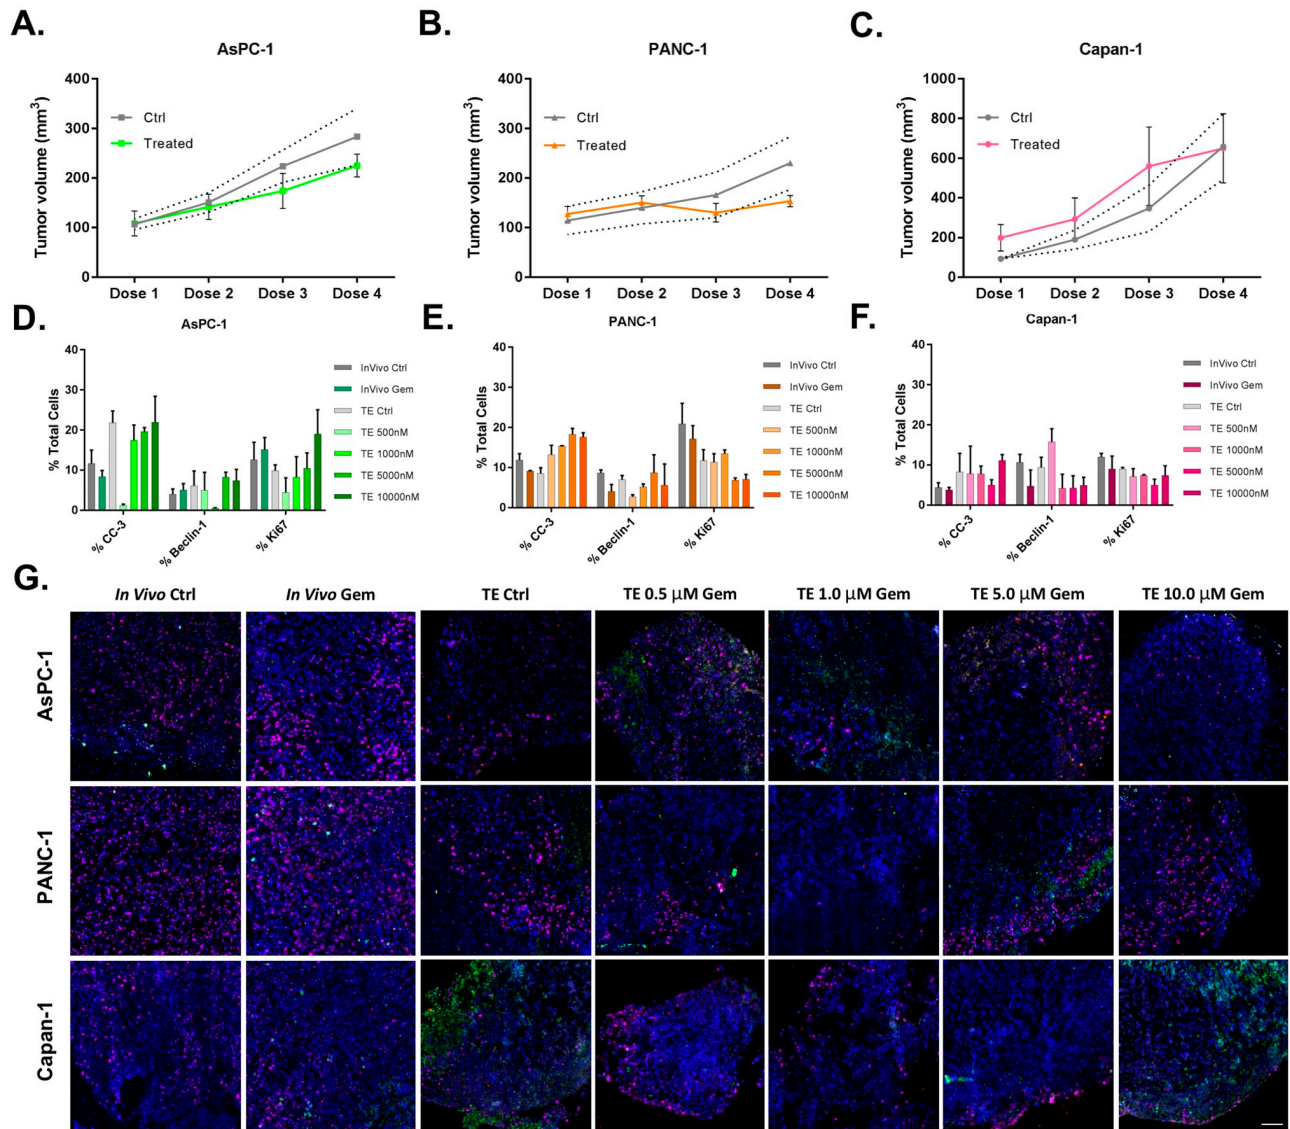 A.
AsPC-1
Tumor volume (mm³)
400
300
200
100
0
Ctrl
Treated
Dose 1 Dose 2 Dose 3 Dose 4
B.
PANC-1
Tumor volume (mm³)
400
300
200
100
0
Ctrl
Treated
Dose 1 Dose 2 Dose 3 Dose 4
C.
Capan-1
Tumor volume (mm³)
1000
800
600
400
200
0
Ctrl
Treated
Dose 1 Dose 2 Dose 3 Dose 4
D.
AsPC-1
% Total Cells
40
30
20
10
0
InVivo Ctrl
InVivo Gem
TE Ctrl
TE 500nM
TE 1000nM
TE 5000nM
TE 10000nM
% CC-3 % Beclin-1 % Ki67
E.
PANC-1
% Total Cells
40
30
20
10
0
InVivo Ctrl
InVivo Gem
TE Ctrl
TE 500nM
TE 1000nM
TE 5000nM
TE 10000nM
% CC-3 % Beclin-1 % Ki67
F.
Capan-1
% Total Cells
40
30
20
10
0
InVivo Ctrl
InVivo Gem
TE Ctrl
TE 500nM
TE 1000nM
TE 5000nM
TE 10000nM
% CC-3 % Beclin-1 % Ki67
G.
In Vivo Ctrl In Vivo Gem TE Ctrl TE 0.5 µM Gem TE 1.0 µM Gem TE 5.0 µM Gem TE 10.0 µM Gem
AsPC-1
PANC-1
Capan-1